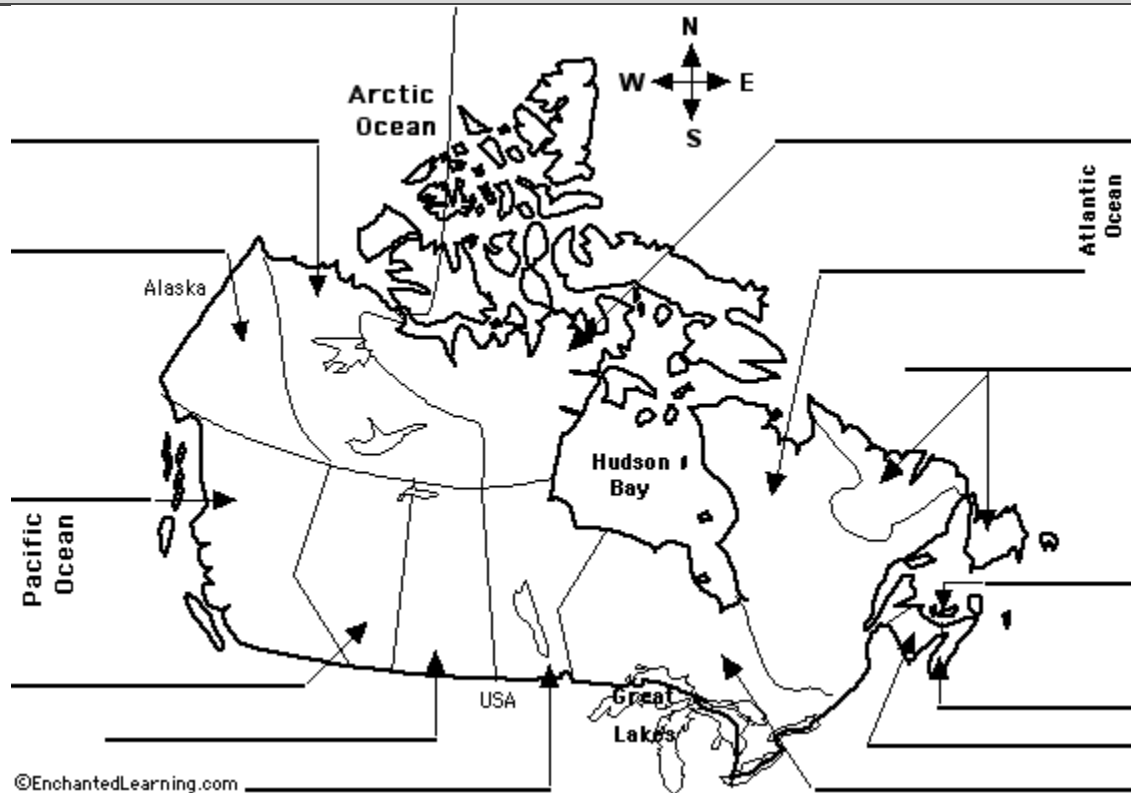 N
W E
S
Arctic
Ocean
Atlantic
Ocean
Alaska
Hudson
Bay
Pacific
Ocean
USA
Great
Lakes
©EnchantedLearning.com